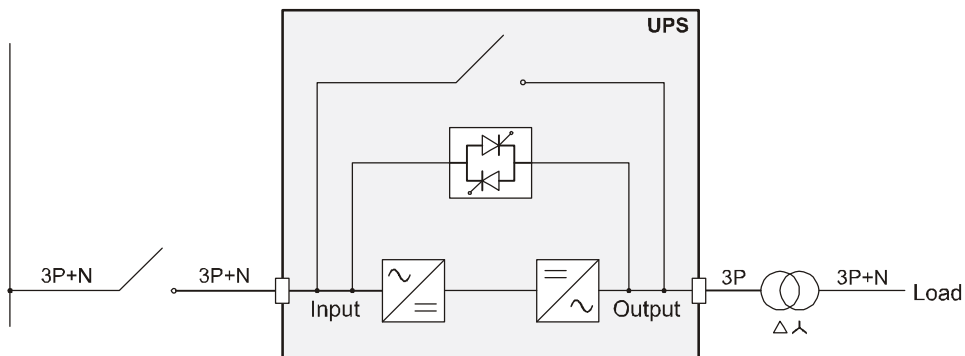 UPS
3P+N
3P+N
Input
Output
3P
3P+N
Load